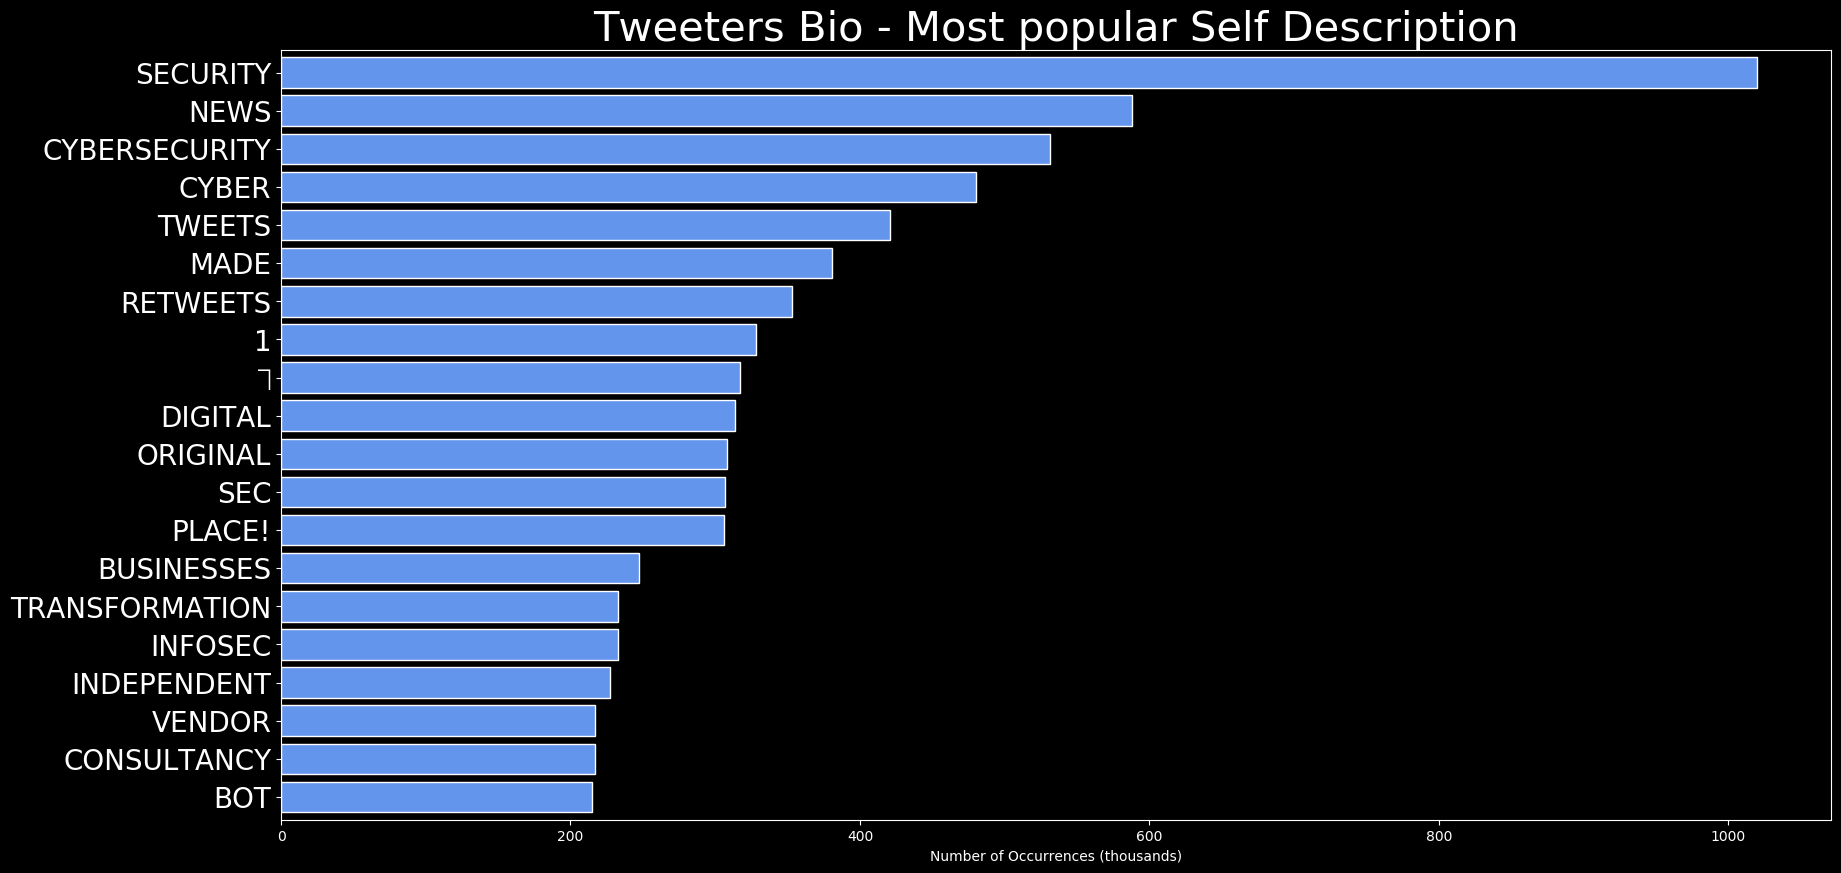 Tweeters Bio - Most popular Self Description
SECURITY
NEWS
CYBERSECURITY
CYBER
TWEETS
MADE
RETWEETS
1
DIGITAL
ORIGINAL
SEC
PLACE!
BUSINESSES
TRANSFORMATION
INFOSEC
INDEPENDENT
VENDOR
CONSULTANCY
BOT
0 200 400 600 800 1000
Number of Occurrences (thousands)